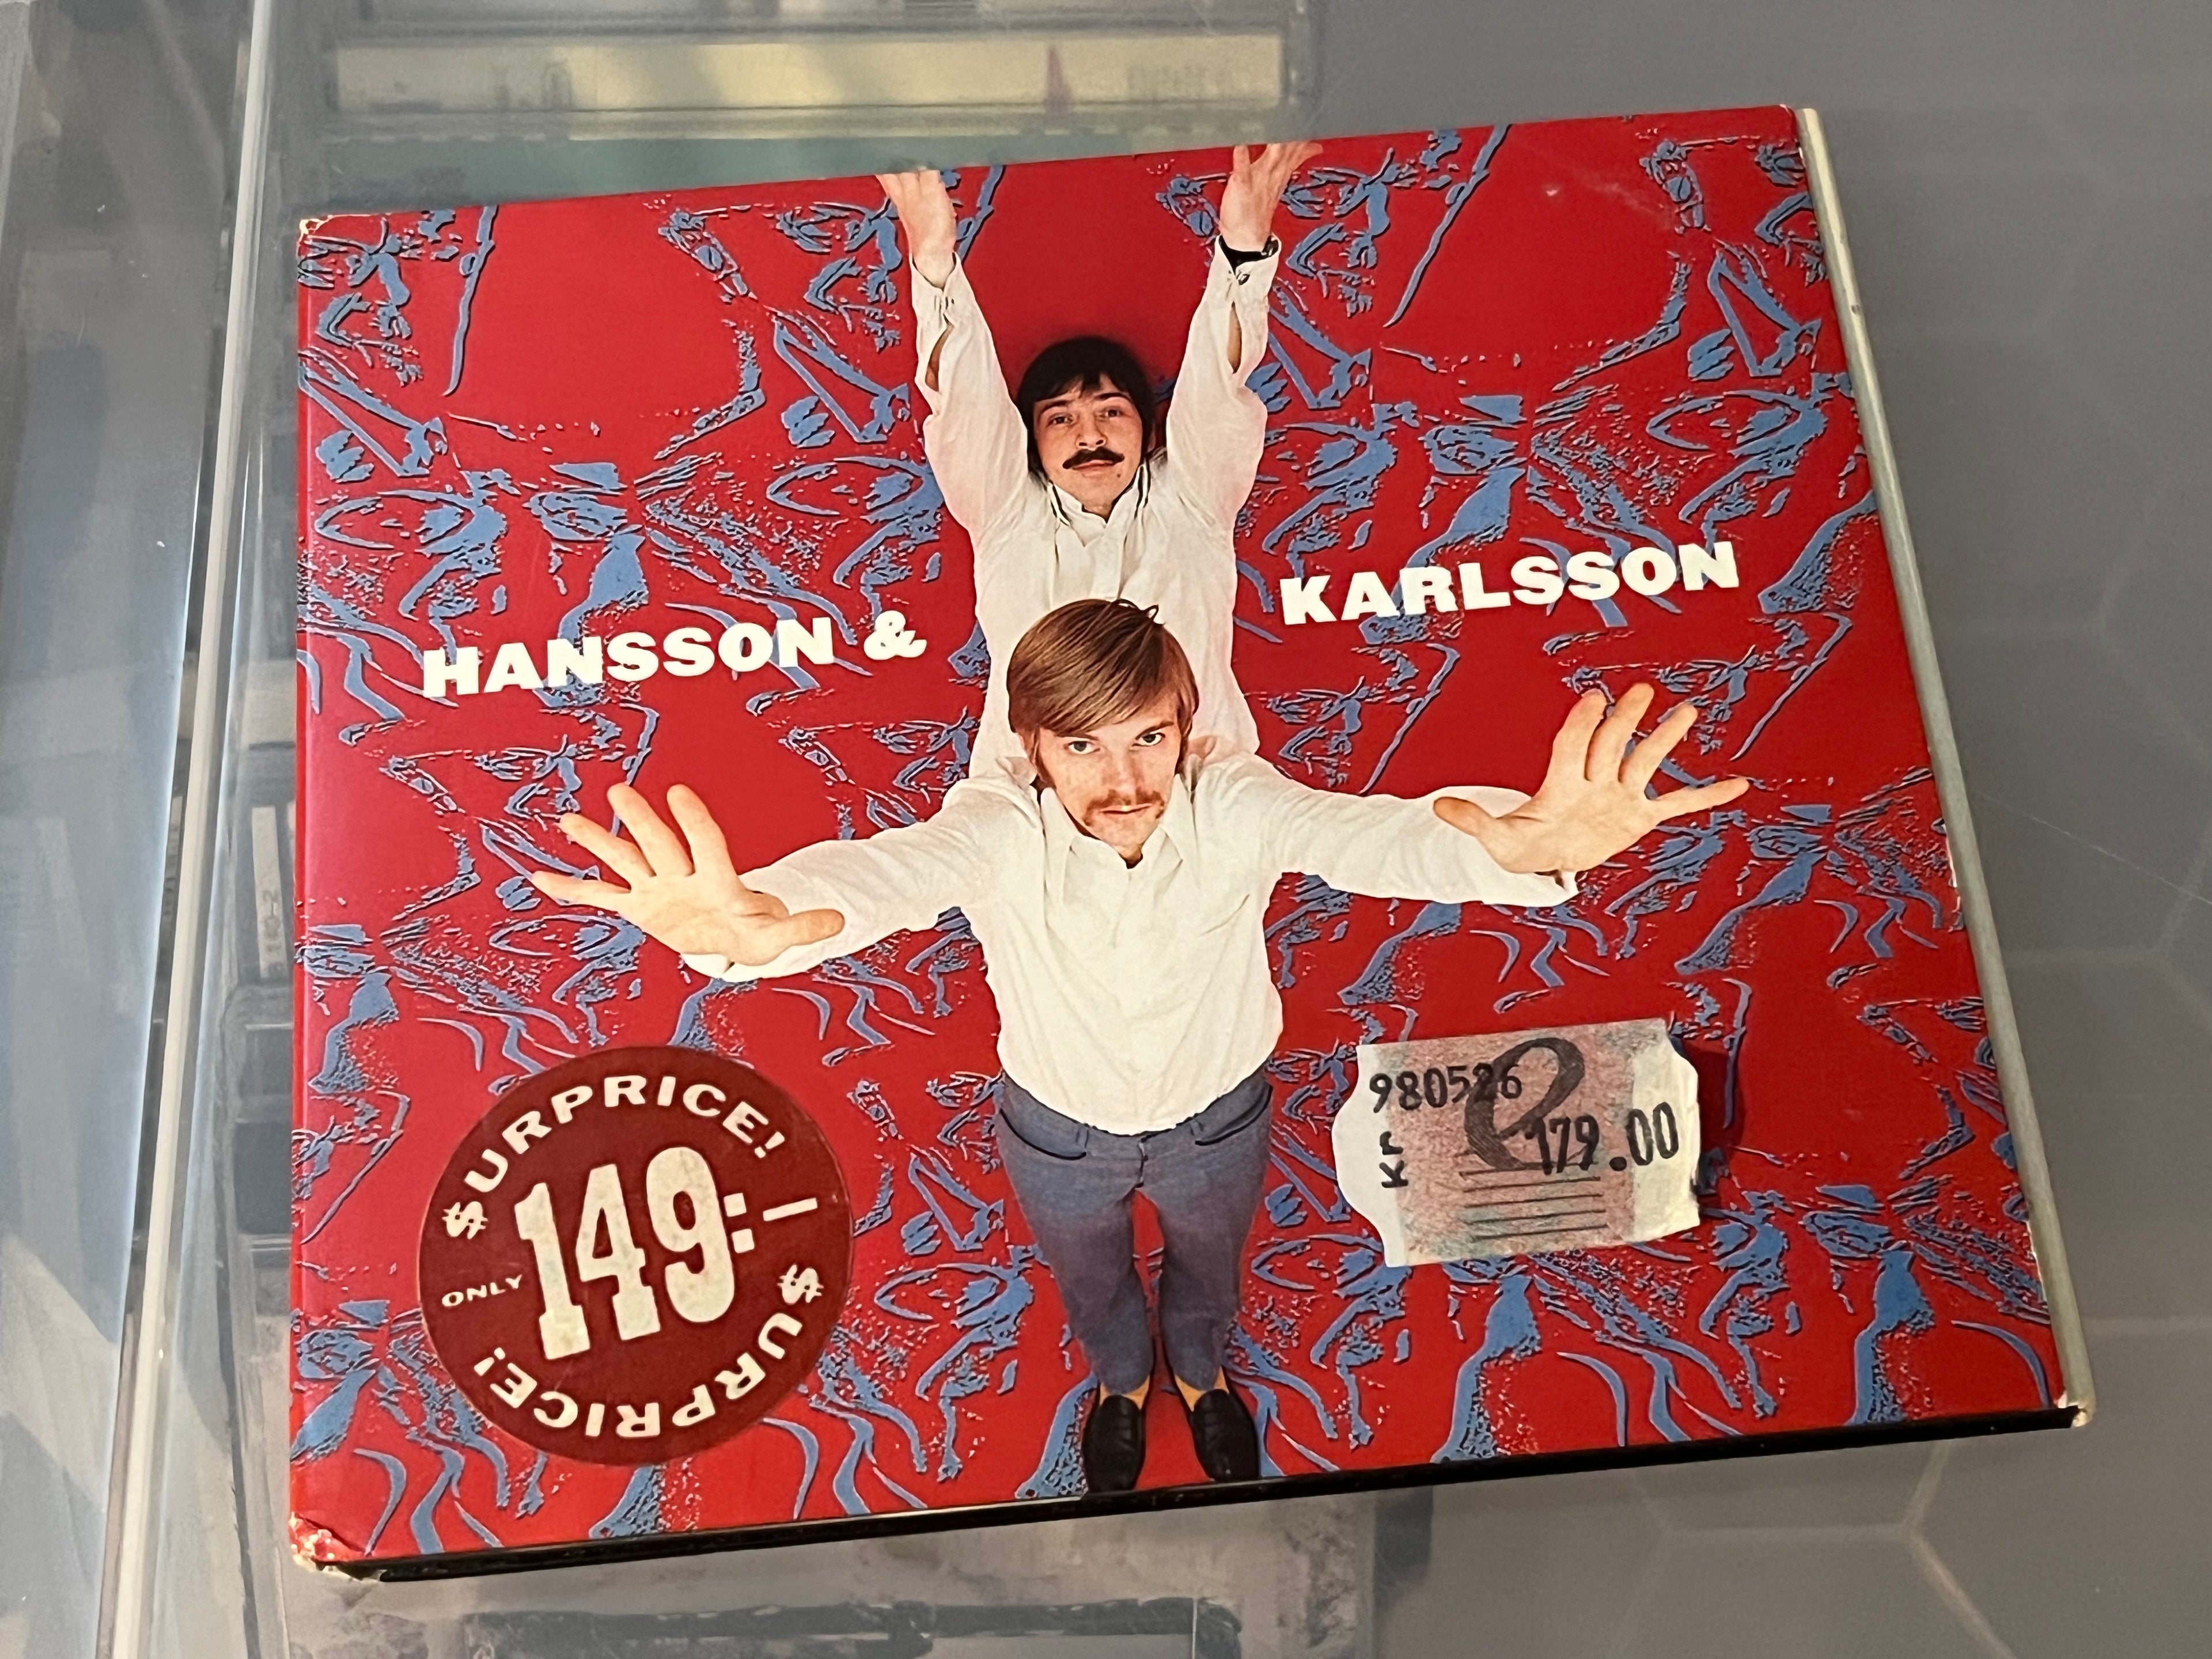 HANSSON &
KARLSSON
$URPRICE!
ONLY
149:-
$URPRICE!
980526
Kr
179.00